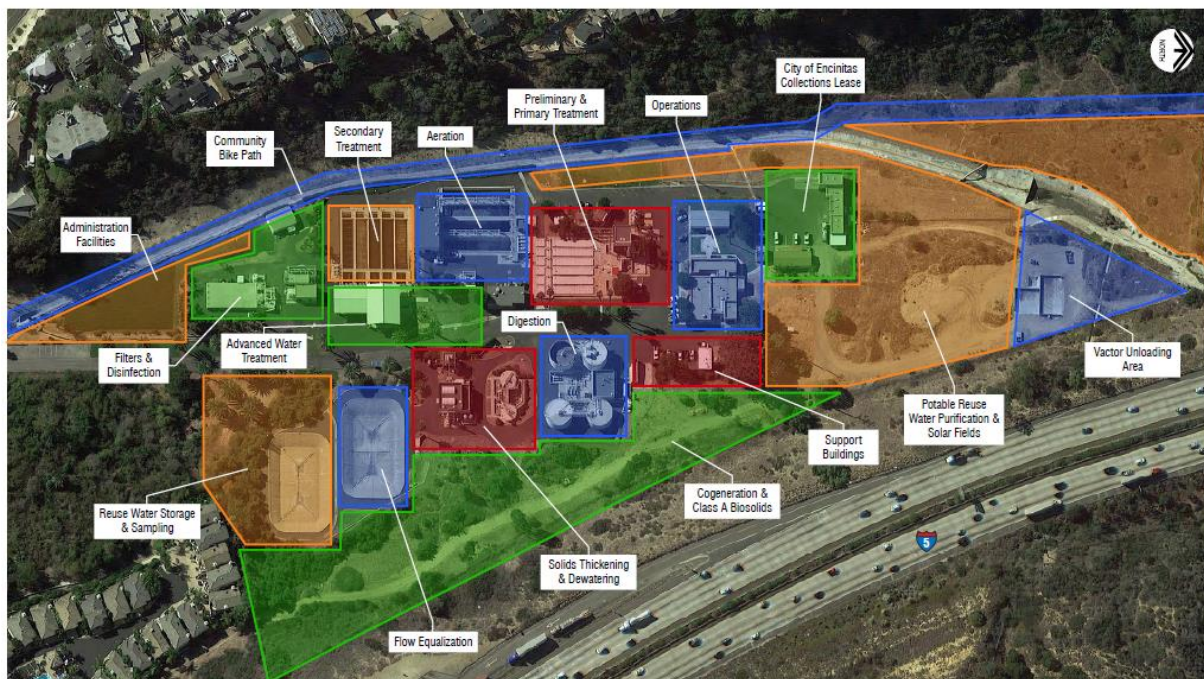 NORTH
City of Encinitas
Collections Lease
Preliminary &
Primary Treatment
Operations
Secondary
Treatment
Aeration
Community
Bike Path
Administration
Facilities
Digestion
Filters &
Disinfection
Advanced Water
Treatment
Vactor Unloading
Area
Potable Reuse
Water Purification &
Solar Fields
Support
Buildings
Cogeneration &
Class A Biosolids
Reuse Water Storage
& Sampling
Solids Thickening
& Dewatering
5
Flow Equalization